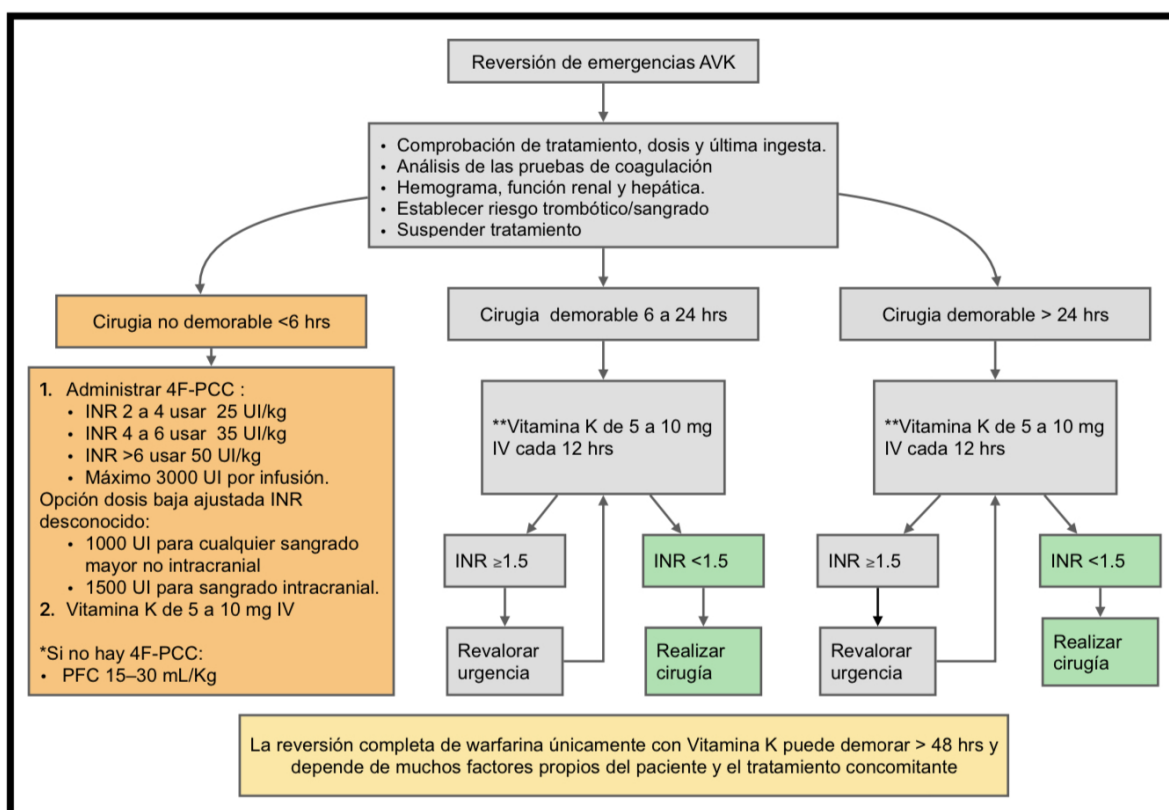 Reversión de emergencias AVK
• Comprobación de tratamiento, dosis y última ingesta.
• Análisis de las pruebas de coagulación
• Hemograma, función renal y hepática.
• Establecer riesgo trombótico/sangrado
• Suspender tratamiento
Cirugia no demorable <6 hrs
1. Administrar 4F-PCC :
• INR 2 a 4 usar 25 UI/kg
• INR 4 a 6 usar 35 UI/kg
• INR >6 usar 50 UI/kg
• Máximo 3000 UI por infusión.
Opción dosis baja ajustada INR
desconocido:
• 1000 UI para cualquier sangrado
mayor no intracranial
• 1500 UI para sangrado intracranial.
2. Vitamina K de 5 a 10 mg IV
*Si no hay 4F-PCC:
• PFC 15–30 mL/Kg
Cirugia demorable 6 a 24 hrs
**Vitamina K de 5 a 10 mg
IV cada 12 hrs
INR ≥1.5
INR <1.5
Revalorar
urgencia
Realizar
cirugía
Cirugia demorable > 24 hrs
**Vitamina K de 5 a 10 mg
IV cada 12 hrs
INR ≥1.5
INR <1.5
Revalorar
urgencia
Realizar
cirugía
La reversión completa de warfarina únicamente con Vitamina K puede demorar > 48 hrs y
depende de muchos factores propios del paciente y el tratamiento concomitante